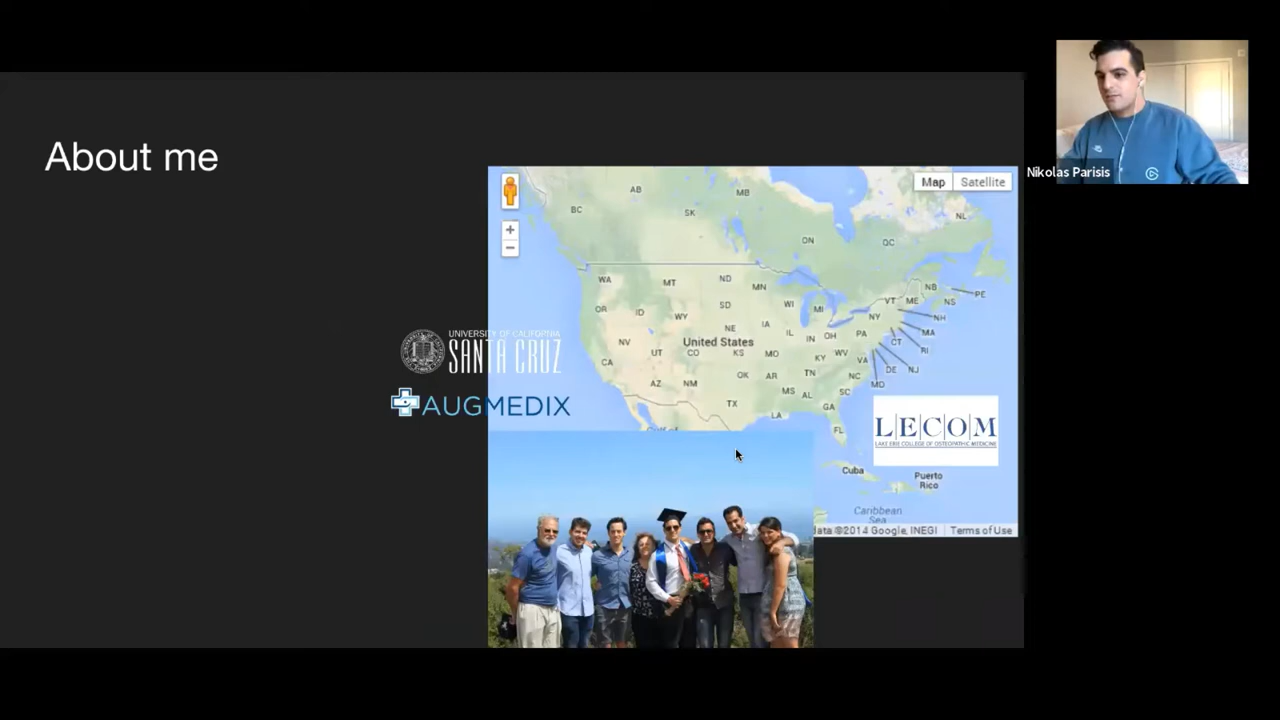 About me
Nikolas Parisis
Map Satellite
AB
MB
BC
SK
NL
ON
QC
WA
MT
ND
MN
NB
PE
OR
ID
SD
WI
MI
VT
ME
NS
WY
NY
NH
NE
IA
PA
MA
NV
United States
IL
IN
OH
CT
RI
UT
CO
KS
MO
KY
WV
VA
CA
DE
NJ
AZ
NM
OK
AR
TN
NC
MD
TX
MS
AL
SC
LA
GA
FL
Gulf of
UNIVERSITY OF CALIFORNIA
SANTA CRUZ
AUGMEDIX
LECOM
LAKE ERIE COLLEGE OF OSTEOPATHIC MEDICINE
Cuba
Puerto
Rico
Caribbean
Sea
data ©2014 Google, INEGI Terms of Use